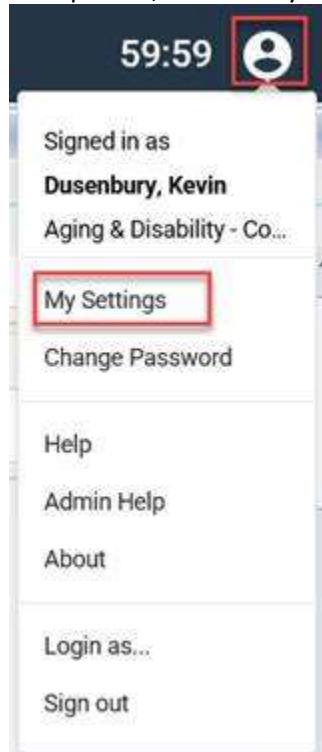 59:59
Signed in as
Dusenbury, Kevin
Aging & Disability - Co...
My Settings
Change Password
Help
Admin Help
About
Login as...
Sign out